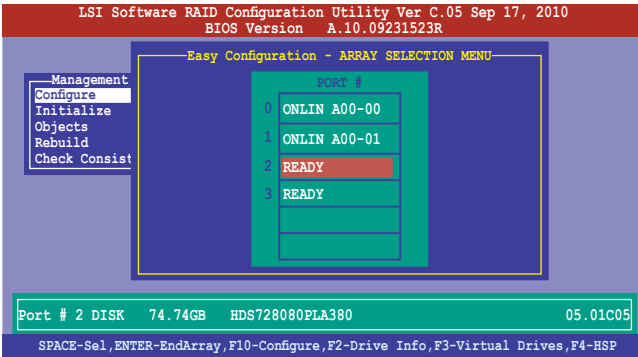 LSI Software RAID Configuration Utility Ver C.05 Sep 17, 2010
BIOS Version A.10.09231523R
Easy Configuration - ARRAY SELECTION MENU
Management
Configure
Initialize
Objects
Rebuild
Check Consist
PORT #
0 ONLIN A00-00
1 ONLIN A00-01
2 READY
3 READY
Port # 2 DISK 74.74GB HDS728080PLA380 05.01C05
SPACE-Sel,ENTER-EndArray,F10-Configure,F2-Drive Info,F3-Virtual Drives,F4-HSP